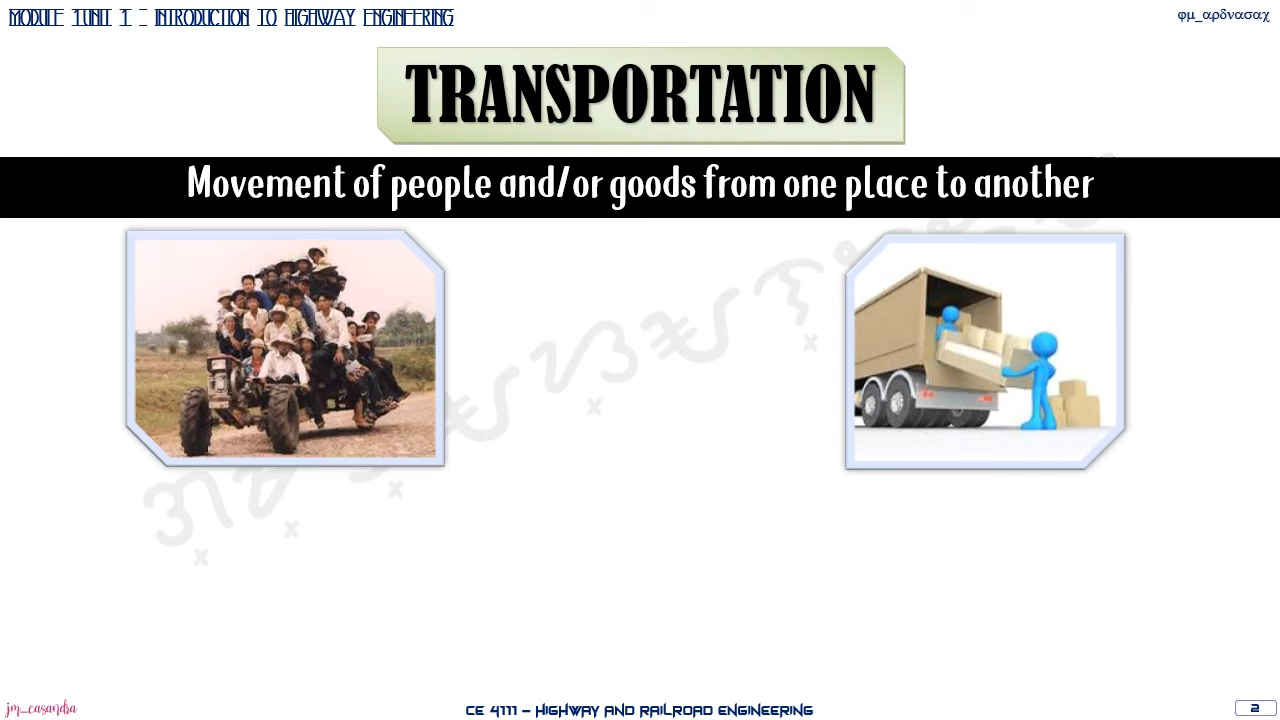 MODULE 1UNIT 1 – INTRODUCTION TO HIGHWAY ENGINEERING
φμ_αρδνασαχ
TRANSPORTATION
Movement of people and/or goods from one place to another
jm_casandra
CE 4111 – HIGHWAY AND RAILROAD ENGINEERING
2